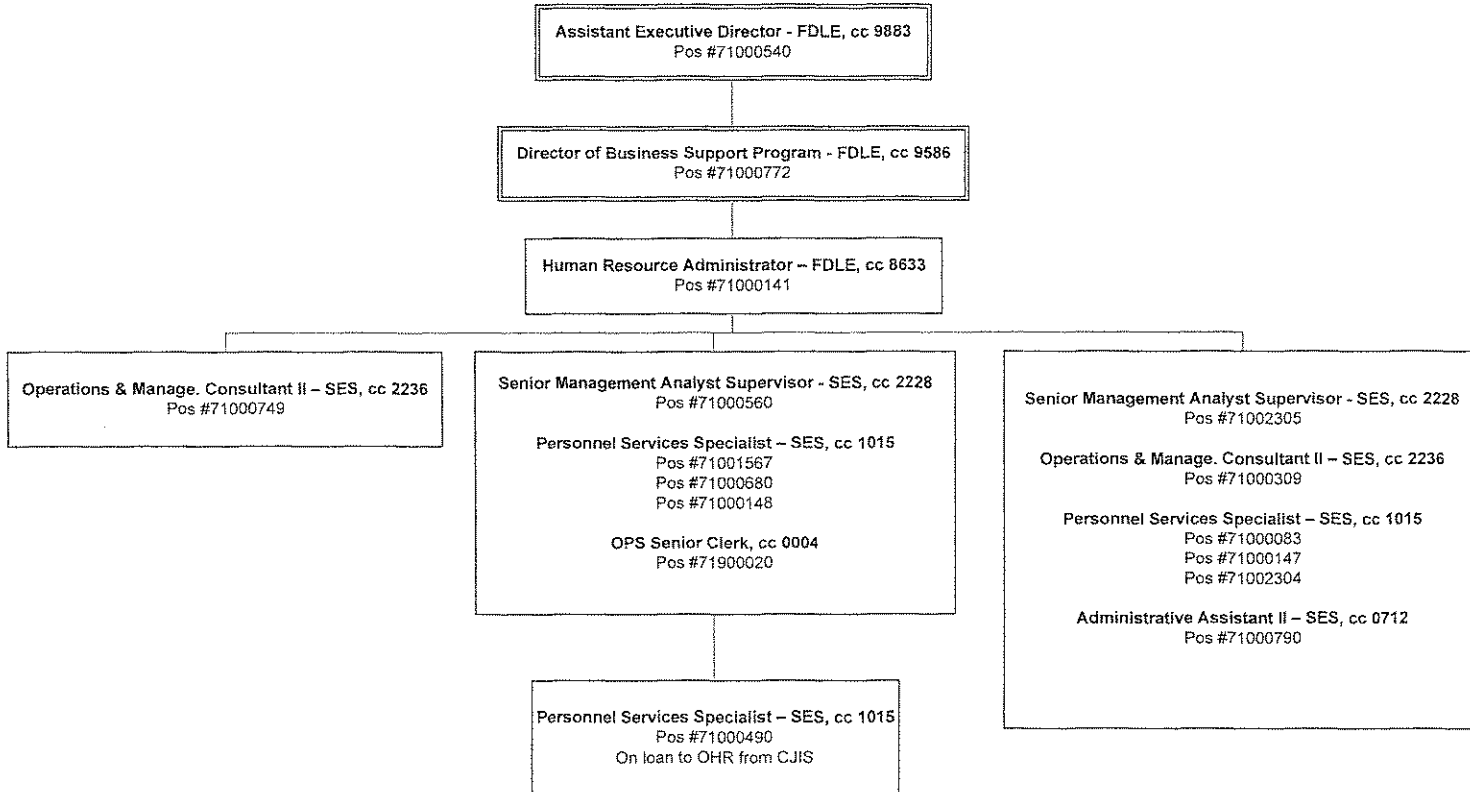 Assistant Executive Director - FDLE, cc 9883
Pos #71000540
Director of Business Support Program - FDLE, cc 9586
Pos #71000772
Human Resource Administrator – FDLE, cc 8633
Pos #71000141
Operations & Manage. Consultant II – SES, cc 2236
Pos #71000749
Senior Management Analyst Supervisor - SES, cc 2228
Pos #71000560
Personnel Services Specialist – SES, cc 1015
Pos #71001567
Pos #71000680
Pos #71000148
OPS Senior Clerk, cc 0004
Pos #71900020
Personnel Services Specialist – SES, cc 1015
Pos #71000490
On loan to OHR from CJIS
Senior Management Analyst Supervisor - SES, cc 2228
Pos #71002305
Operations & Manage. Consultant II – SES, cc 2236
Pos #71000309
Personnel Services Specialist – SES, cc 1015
Pos #71000083
Pos #71000147
Pos #71002304
Administrative Assistant II – SES, cc 0712
Pos #71000790